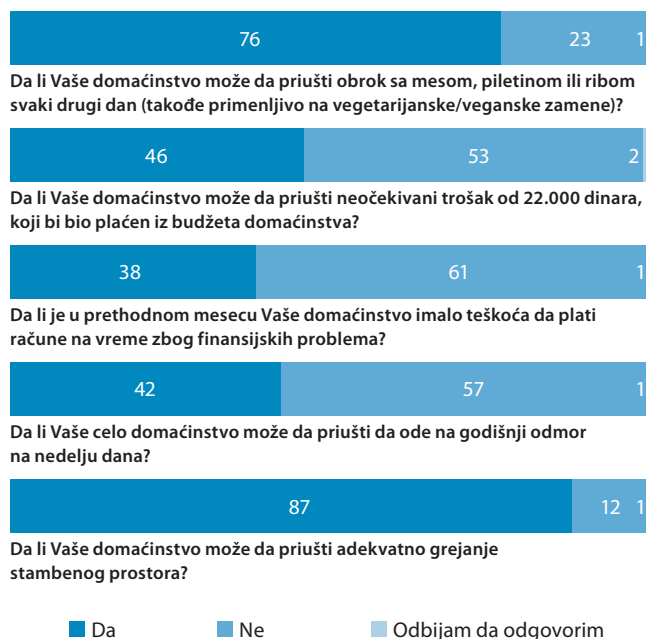 76 23 1
Da li Vaše domaćinstvo može da priušti obrok sa mesom, piletinom ili ribom
svaki drugi dan (takođe primenljivo na vegetarijanske/veganske zamene)?
46 53 2
Da li Vaše domaćinstvo može da priušti neočekivani trošak od 22.000 dinara,
koji bi bio plaćen iz budžeta domaćinstva?
38 61 1
Da li je u prethodnom mesecu Vaše domaćinstvo imalo teškoća da plati
račune na vreme zbog finansijskih problema?
42 57 1
Da li Vaše celo domaćinstvo može da priušti da ode na godišnji odmor
na nedelju dana?
87 12 1
Da li Vaše domaćinstvo može da priušti adekvatno grejanje
stambenog prostora?
Da Ne Odbijam da odgovorim